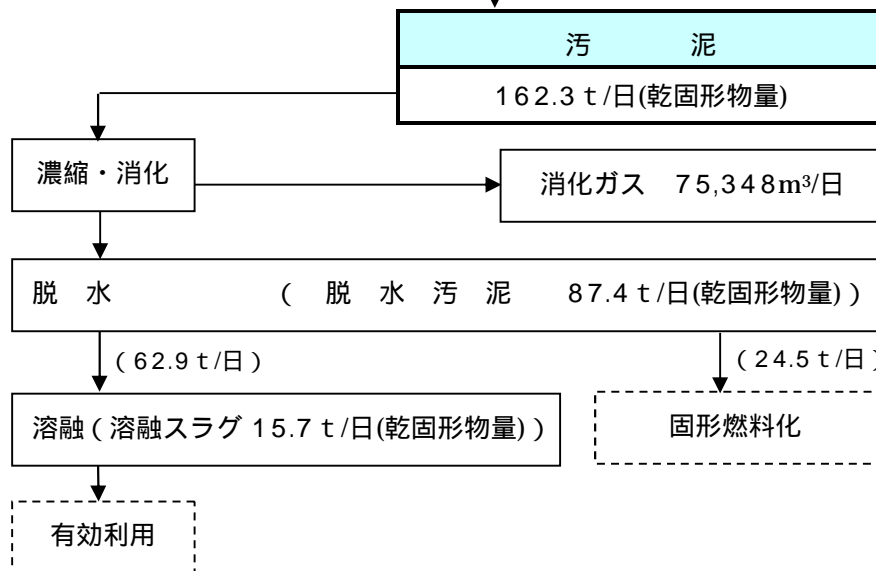 汚　　泥
162.3ｔ/日(乾固形物量)
濃縮・消化
消化ガス　75,348m³/日
脱　水　　　　（　脱　水　汚　泥　　87.4ｔ/日(乾固形物量)）
（62.9ｔ/日）
（24.5ｔ/日）
溶融（溶融スラグ 15.7ｔ/日(乾固形物量)）
固形燃料化
有効利用